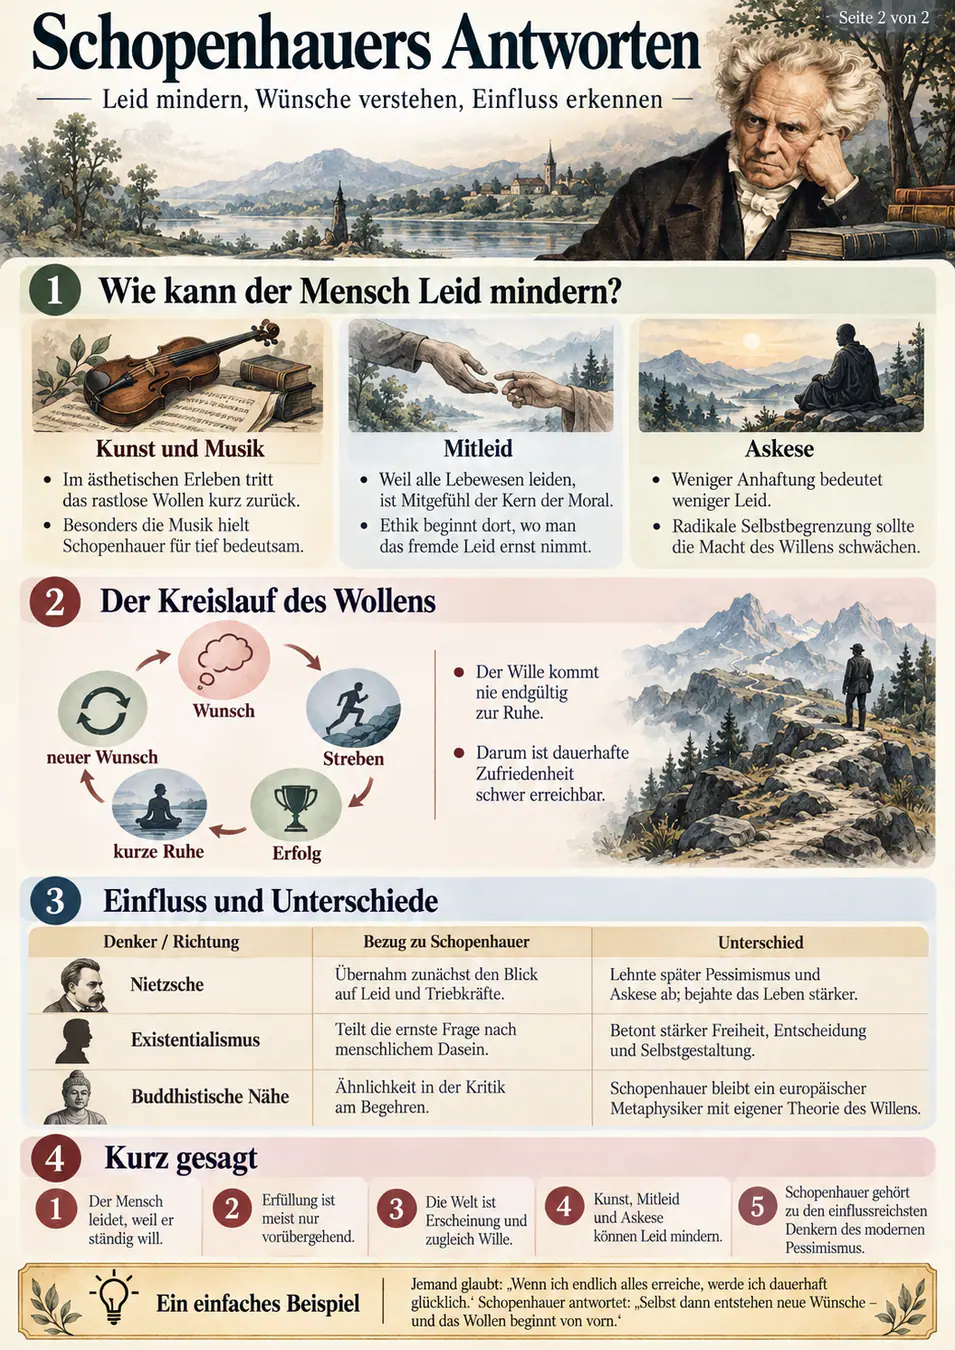 Seite 2 von 2
Schopenhauers Antworten
Leid mindern, Wünsche verstehen, Einfluss erkennen
1
Wie kann der Mensch Leid mindern?
Kunst und Musik
• Im ästhetischen Erleben tritt
das rastlose Wollen kurz zurück.
• Besonders die Musik hielt
Schopenhauer für tief bedeutsam.
Mitleid
• Weil alle Lebewesen leiden,
ist Mitgefühl der Kern der Moral.
• Ethik beginnt dort, wo man
das fremde Leid ernst nimmt.
Askese
• Weniger Anhaftung bedeutet
weniger Leid.
• Radikale Selbstbegrenzung sollte
die Macht des Willens schwächen.
2
Der Kreislauf des Wollens
Wunsch
Streben
Erfolg
kurze Ruhe
neuer Wunsch
• Der Wille kommt
nie endgültig
zur Ruhe.
• Darum ist dauerhafte
Zufriedenheit
schwer erreichbar.
3
Einfluss und Unterschiede
Denker / Richtung
Bezug zu Schopenhauer
Unterschied
Nietzsche
Übernahm zunächst den Blick
auf Leid und Triebkräfte.
Lehnte später Pessimismus und
Askese ab; bejahte das Leben stärker.
Existentialismus
Teilt die ernste Frage nach
menschlichem Dasein.
Betont stärker Freiheit, Entscheidung
und Selbstgestaltung.
Buddhistische Nähe
Ähnlichkeit in der Kritik
am Begehren.
Schopenhauer bleibt ein europäischer
Metaphysiker mit eigener Theorie des Willens.
4
Kurz gesagt
1
Der Mensch
leidet, weil er
ständig will.
2
Erfüllung ist
meist nur
vorübergehend.
3
Die Welt ist
Erscheinung und
zugleich Wille.
4
Kunst, Mitleid
und Askese
können Leid mindern.
5
Schopenhauer gehört
zu den einflussreichsten
Denkern des modernen
Pessimismus.
Ein einfaches Beispiel
Jemand glaubt: „Wenn ich endlich alles erreiche, werde ich dauerhaft
glücklich.‘ Schopenhauer antwortet: „Selbst dann entstehen neue Wünsche –
und das Wollen beginnt von vorn.‘